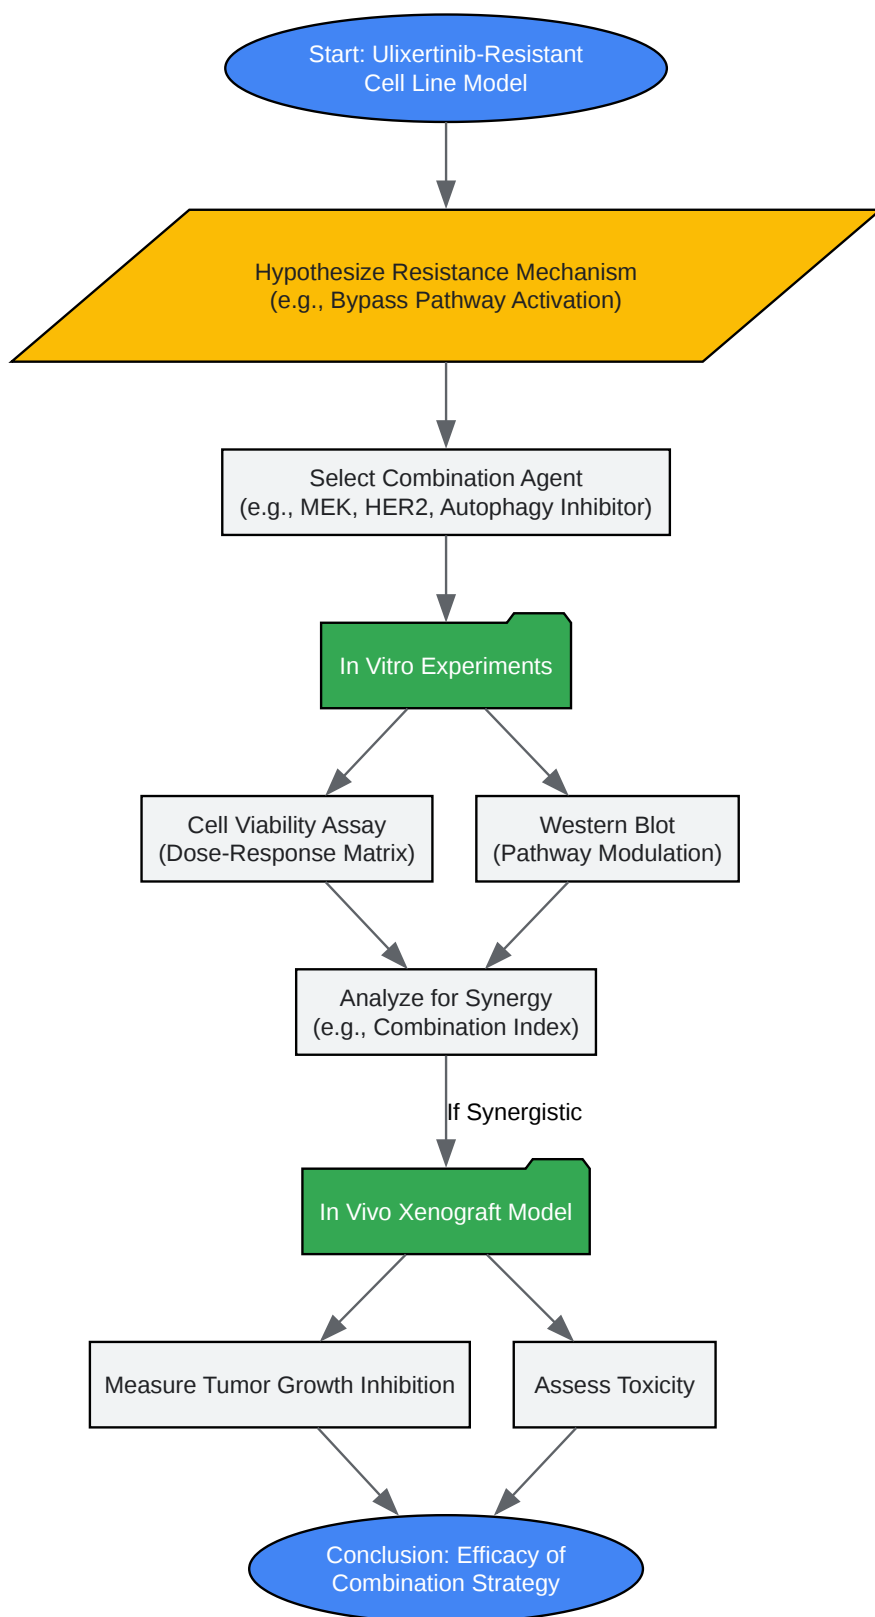 Start: Ulixertinib-Resistant
Cell Line Model
Hypothesize Resistance Mechanism
(e.g., Bypass Pathway Activation)
Select Combination Agent
(e.g., MEK, HER2, Autophagy Inhibitor)
In Vitro Experiments
Cell Viability Assay
(Dose-Response Matrix)
Western Blot
(Pathway Modulation)
Analyze for Synergy
(e.g., Combination Index)
If Synergistic
In Vivo Xenograft Model
Measure Tumor Growth Inhibition
Assess Toxicity
Conclusion: Efficacy of
Combination Strategy